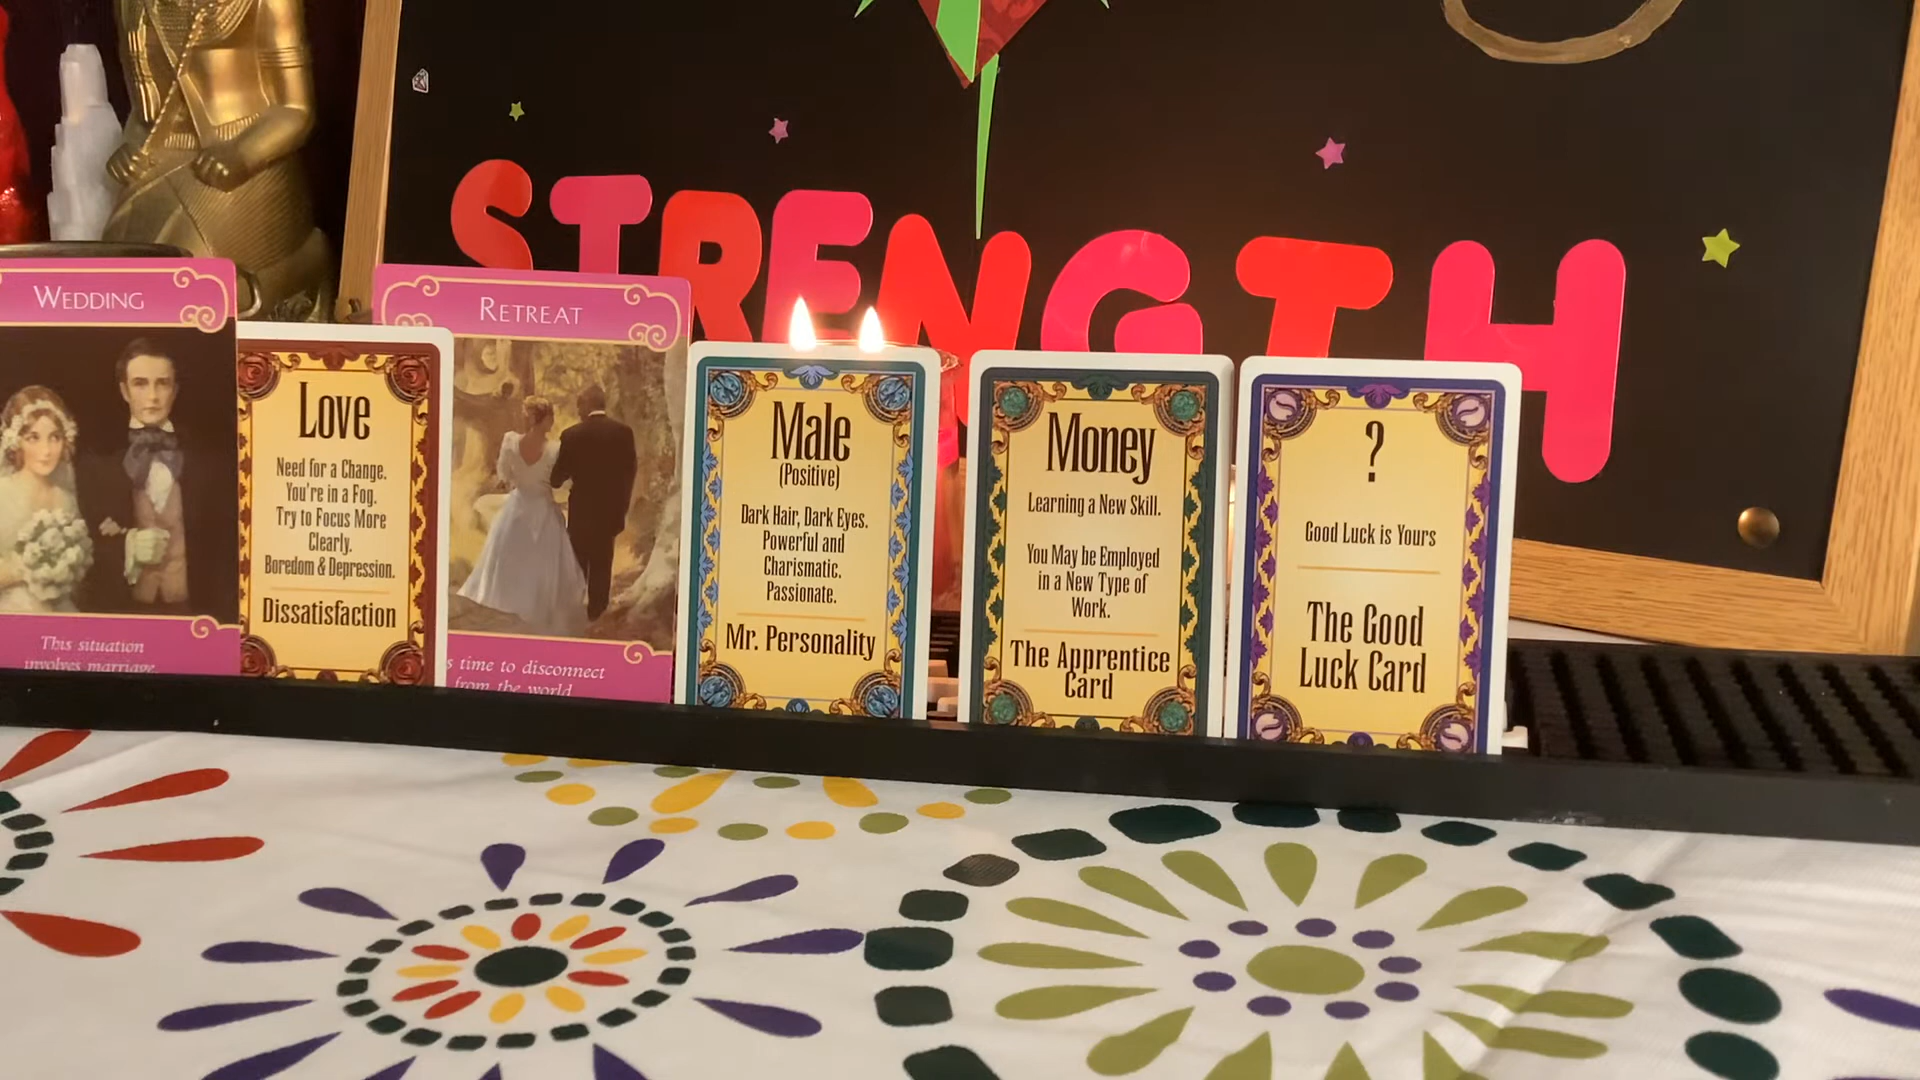 STRENGTH
WEDDING
This situation
involves marriage.
Love
Need for a Change.
You're in a Fog.
Try to Focus More
Clearly.
Boredom & Depression.
Dissatisfaction
RETREAT
time to disconnect
from the world
Male
(Positive)
Dark Hair, Dark Eyes.
Powerful and
Charismatic.
Passionate.
Mr. Personality
Money
Learning a New Skill.
You May be Employed
in a New Type of
Work.
The Apprentice
Card
?
Good Luck is Yours
The Good
Luck Card